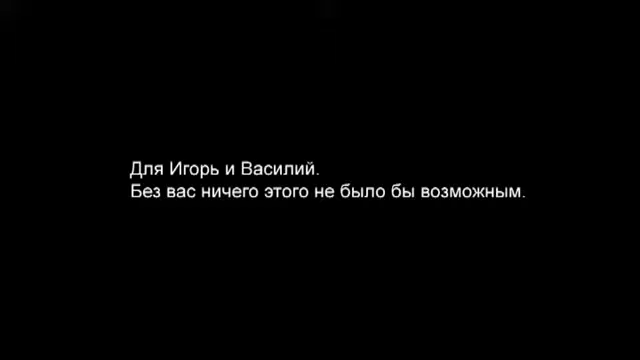 Для Игорь и Василий.
Без вас ничего этого не было бы возможным.